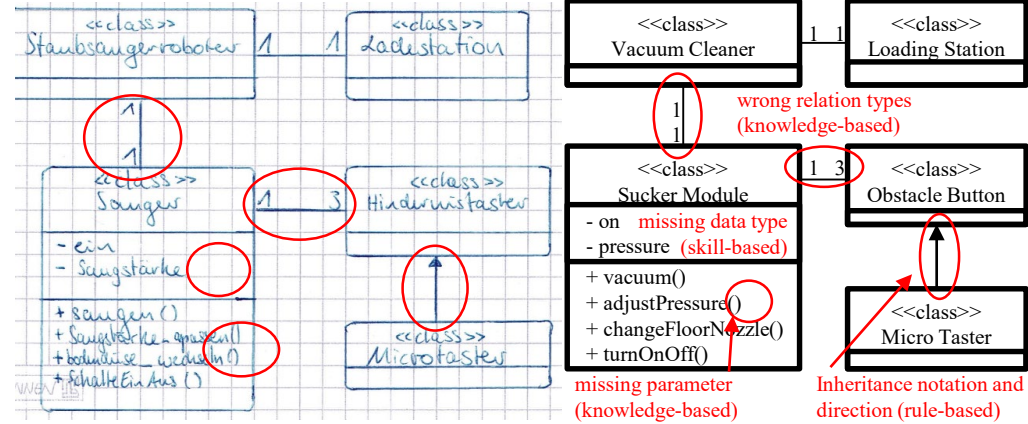 <<class>>
Staubsaugerroboter
1 1
<<class>>
Ladestation
1
1
<<class>>
Sauger
- ein
- Saugstärke
+ saugen()
+ Saugstärke_anpassen()
+ bodendüse_wechseln()
+ SchalteEinAus()
1 3
<<class>>
Hindernistaster
<<class>>
Microtaster
<<class>>
Vacuum Cleaner
1 1
<<class>>
Loading Station
1
1
wrong relation types
(knowledge-based)
<<class>>
Sucker Module
- on missing data type
- pressure (skill-based)
+ vacuum()
+ adjustPressure()
+ changeFloorNozzle()
+ turnOnOff()
1 3
<<class>>
Obstacle Button
<<class>>
Micro Taster
missing parameter
(knowledge-based)
Inheritance notation and
direction (rule-based)